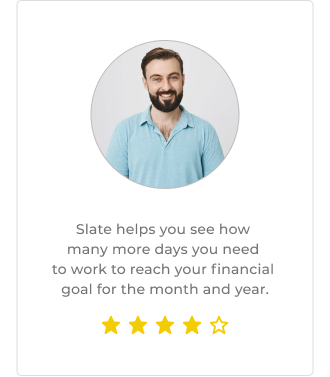 Slate helps you see how
many more days you need
to work to reach your financial
goal for the month and year.